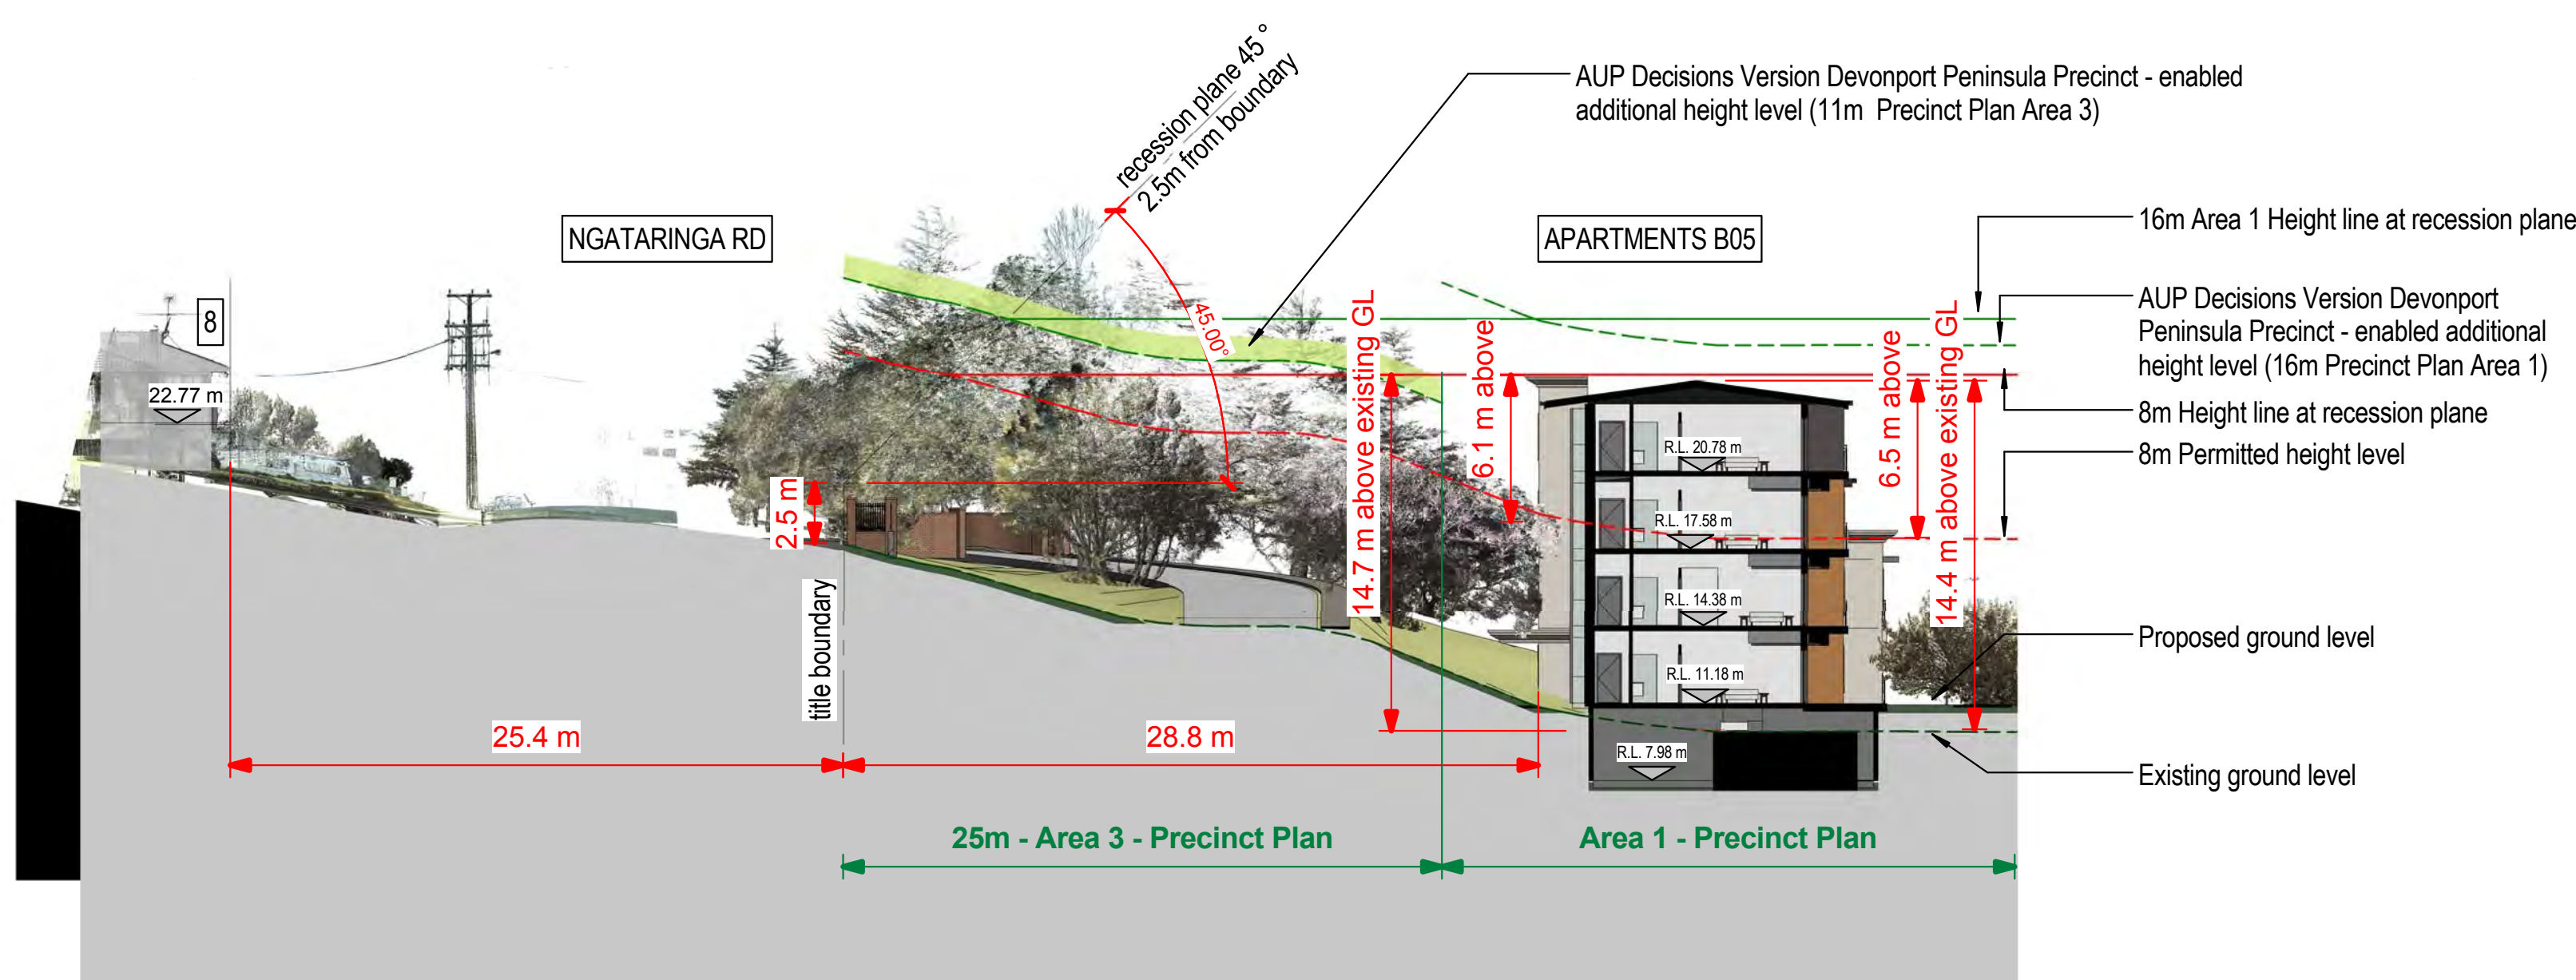 recession plane 45°
2.5m from boundary
AUP Decisions Version Devonport Peninsula Precinct - enabled
additional height level (11m Precinct Plan Area 3)
NGATARINGA RD
APARTMENTS B05
16m Area 1 Height line at recession plane
AUP Decisions Version Devonport
Peninsula Precinct - enabled additional
height level (16m Precinct Plan Area 1)
8m Height line at recession plane
8m Permitted height level
Proposed ground level
Existing ground level
8
22.77 m
45.00°
2.5 m
title boundary
14.7 m above existing GL
6.1 m above
6.5 m above
14.4 m above existing GL
R.L. 20.78 m
R.L. 17.58 m
R.L. 14.38 m
R.L. 11.18 m
R.L. 7.98 m
25.4 m
28.8 m
25m - Area 3 - Precinct Plan
Area 1 - Precinct Plan